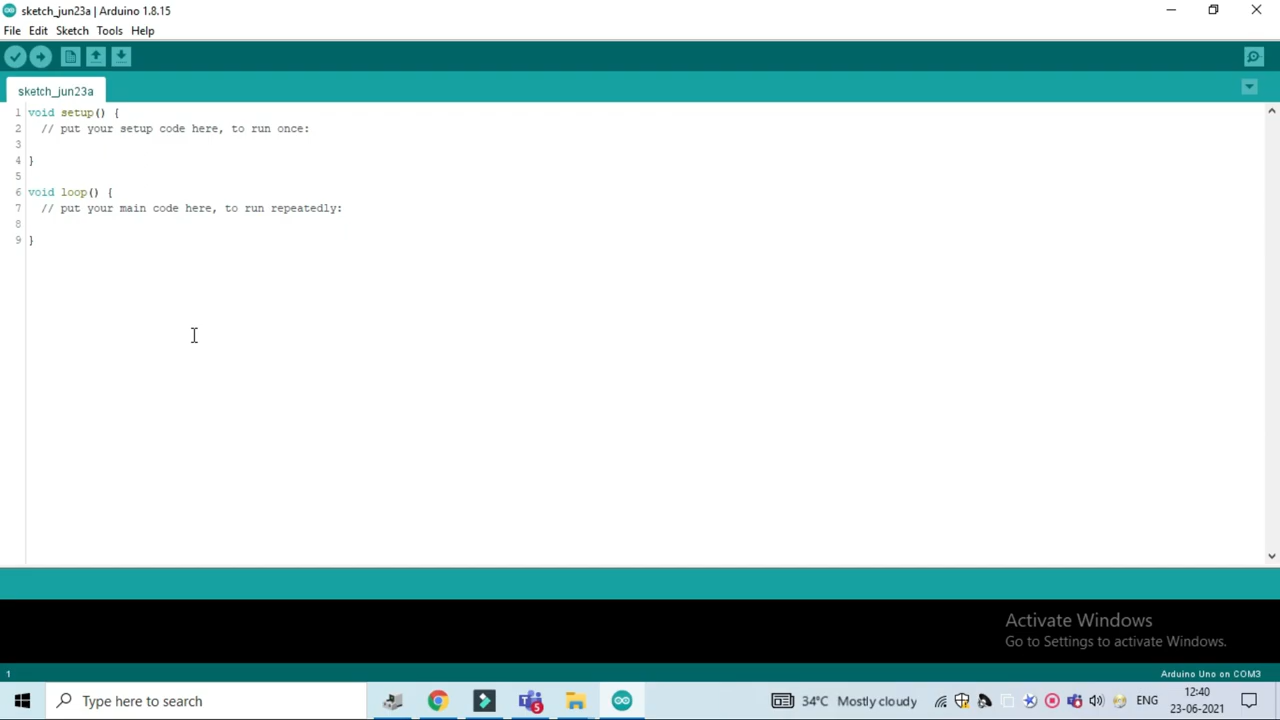 sketch_jun23a | Arduino 1.8.15
File Edit Sketch Tools Help
sketch_jun23a
1 void setup() {
2 // put your setup code here, to run once:
3
4 }
5
6 void loop() {
7 // put your main code here, to run repeatedly:
8
9 }
Activate Windows
Go to Settings to activate Windows.
1 Arduino Uno on COM3
Type here to search
5
34°C Mostly cloudy
ENG
12:40
23-06-2021